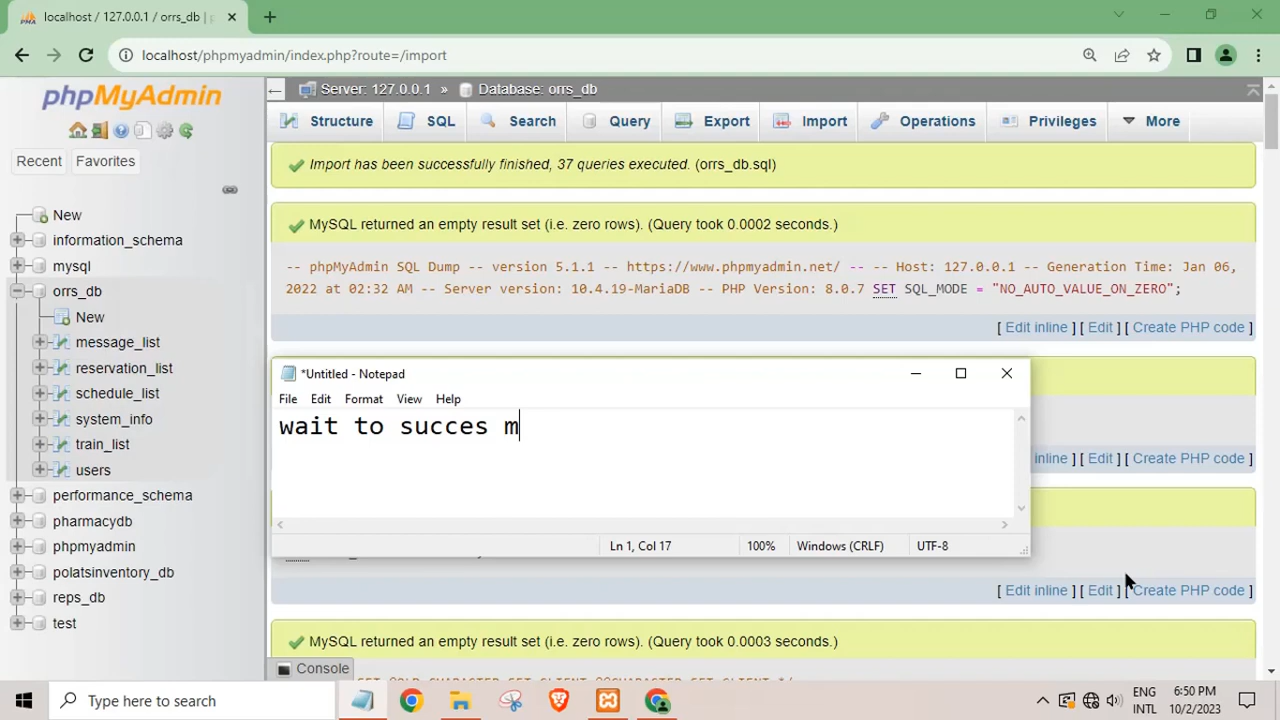 localhost / 127.0.0.1 / orrs_db | p
localhost/phpmyadmin/index.php?route=/import
phpMyAdmin
Recent
Favorites
New
information_schema
mysql
orrs_db
New
message_list
reservation_list
schedule_list
system_info
train_list
users
performance_schema
pharmacydb
phpmyadmin
polatsinventory_db
reps_db
test
Server: 127.0.0.1 » Database: orrs_db
Structure
SQL
Search
Query
Export
Import
Operations
Privileges
More
Import has been successfully finished, 37 queries executed. (orrs_db.sql)
MySQL returned an empty result set (i.e. zero rows). (Query took 0.0002 seconds.)
-- phpMyAdmin SQL Dump -- version 5.1.1 -- https://www.phpmyadmin.net/ -- -- Host: 127.0.0.1 -- Generation Time: Jan 06,
2022 at 02:32 AM -- Server version: 10.4.19-MariaDB -- PHP Version: 8.0.7 SET SQL_MODE = "NO_AUTO_VALUE_ON_ZERO";
[ Edit inline ] [ Edit ] [ Create PHP code ]
*Untitled - Notepad
File Edit Format View Help
wait to succes m
Ln 1, Col 17
100%
Windows (CRLF)
UTF-8
inline ] [ Edit ] [ Create PHP code ]
[ Edit inline ] [ Edit ] [ Create PHP code ]
MySQL returned an empty result set (i.e. zero rows). (Query took 0.0003 seconds.)
Console
Type here to search
ENG
INTL
6:50 PM
10/2/2023